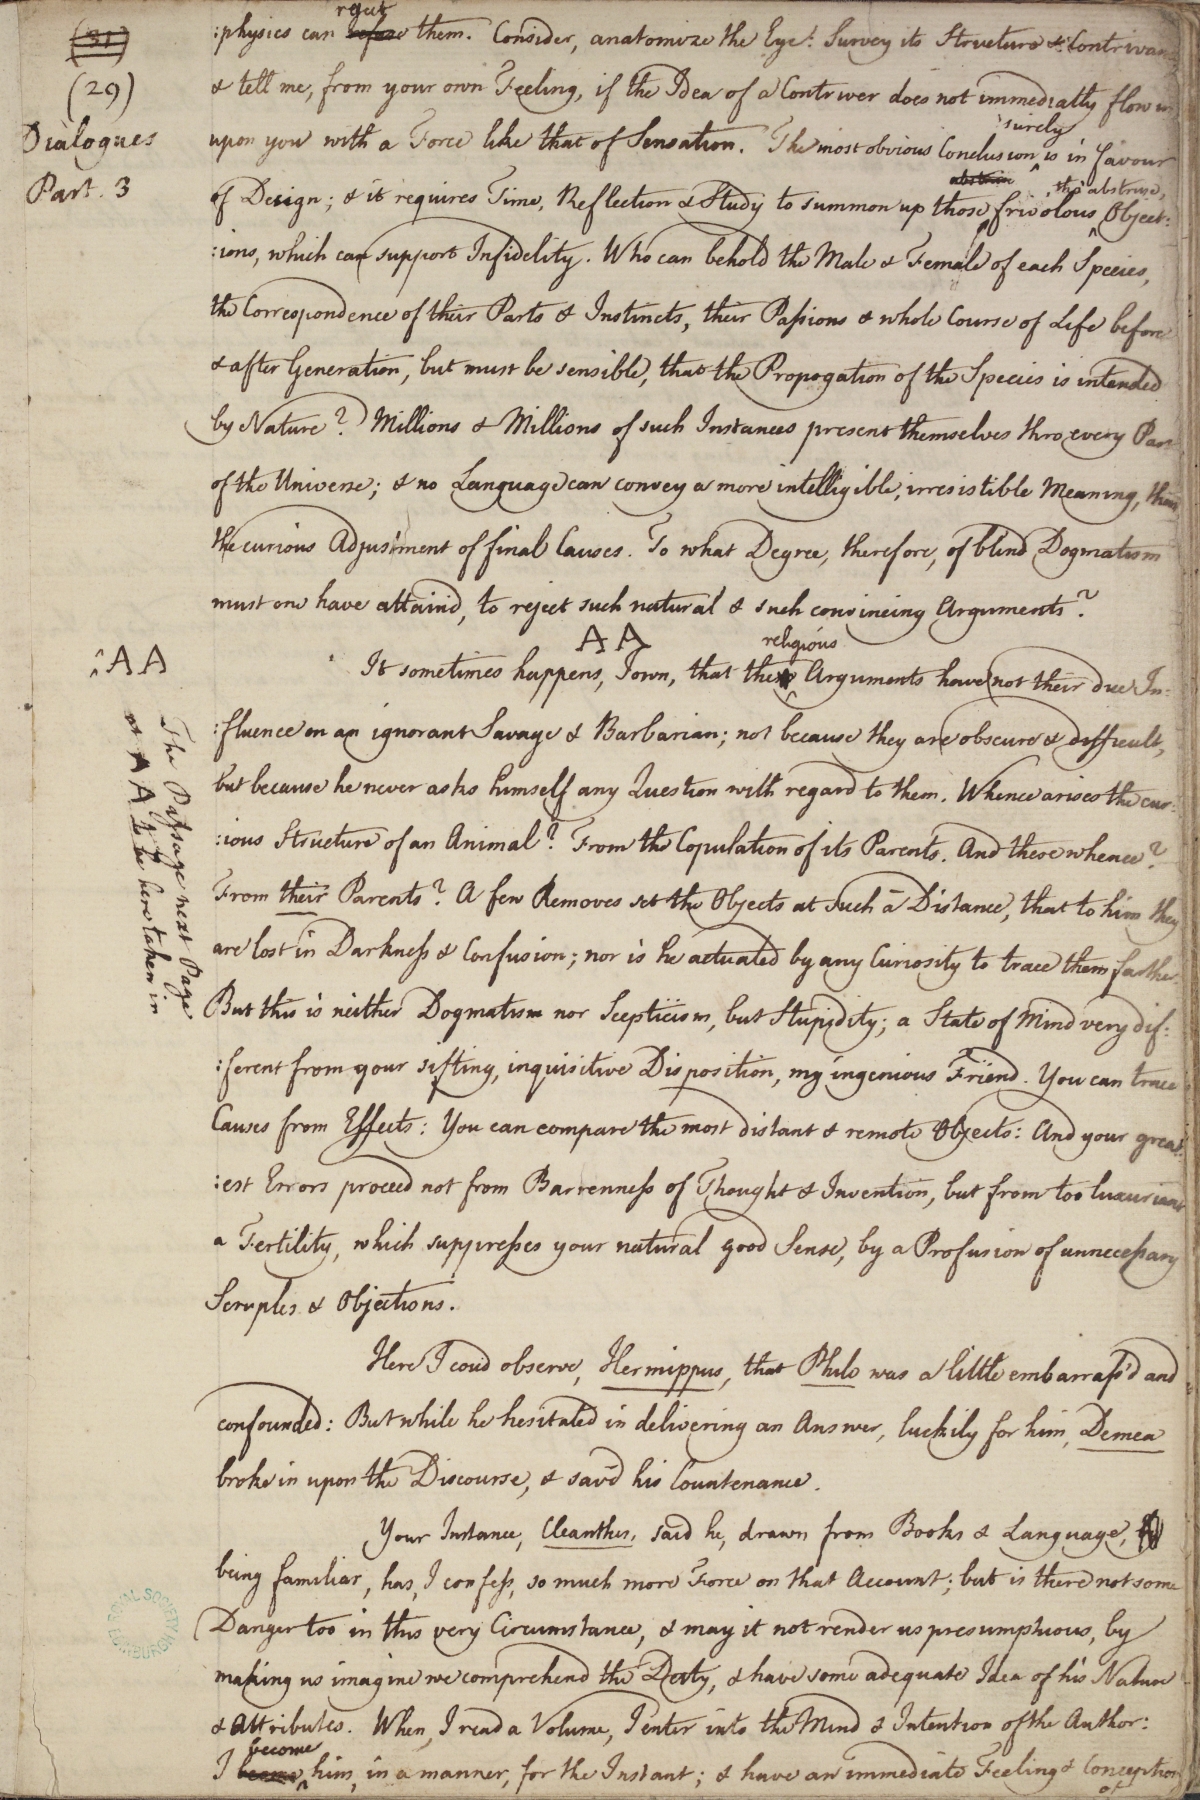 (31)
(29)
Dialogues
Part. 3
reject
:physics can them. Consider, anatomize the Eye: Survey its Structure & Contrivan
& tell me, from your own Feeling, if the Idea of a Contriver does not immediatly flow in
upon you with a Force like that of Sensation. The most obvious Conclusion ^ surely is in favour
of Design; & it requires Time, Reflection & Study to summon up those frivolous, ^ tho' abstruse, Object:
:ions, which can support Infidelity. Who can behold the Male & Female of each Species,
the Correspondence of their Parts & Instincts, their Passions & whole Course of Life before
& after Generation, but must be sensible, that the Propogation of the Species is intended
by Nature? Millions & Millions of such Instances present themselves thro every Part
of the Universe; & no Language can convey a more intelligible, irresistible Meaning, than
the curious Adjustment of final Causes. To what Degree, therefore, of blind Dogmatism
must one have attaind, to reject such natural & such convincing Arguments?
AA
:AA
It sometimes happens, I own, that the ^ religious Arguments have not their due In:
:fluence on an ignorant Savage & Barbarian; not because they are obscure & difficult,
but because he never asks himself any Question with regard to them. Whence arises the cur:
:ious Structure of an Animal? From the Copulation of its Parents. And these whence?
From their Parents? A few Removes set the Objects at such a Distance, that to him they
are lost in Darkness & Confusion; nor is he actuated by any Curiosity to trace them farther.
But this is neither Dogmatism nor Scepticism, but Stupidity; a State of Mind very dif:
:ferent from your sifting, inquisitive Disposition, my ingenious Friend. You can trace
Causes from Effects: You can compare the most distant & remote Objects: And your great:
:est Errors proceed not from Barrenness of Thought & Invention, but from too luxuriant
a Fertility, which suppresses your natural good Sense, by a Profusion of unnecessary
Scruples & Objections.
The Passage next Page
at AA to be here taken in
Here I coud observe, Hermippus, that Philo was a little embarrass'd and
confounded: But while he hesitated in delivering an Answer, luckily for him, Demea
broke in upon the Discourse, & sav'd his Countenance.
Your Instance, Cleanthes, said he, drawn from Books & Language,
being familiar, has, I confess, so much more Force on that Account; but is there not some
Danger too in this very Circumstance, & may it not render us presumptuous, by
making us imagine we comprehend the Deity, & have some adequate Idea of his Nature
& Attributes. When I read a Volume, I enter into the Mind & Intention of the Author:
I ^ become him, in a manner, for the Instant; & have an immediate Feeling & Conception
of
ROYAL SOCIETY
EDINBURGH